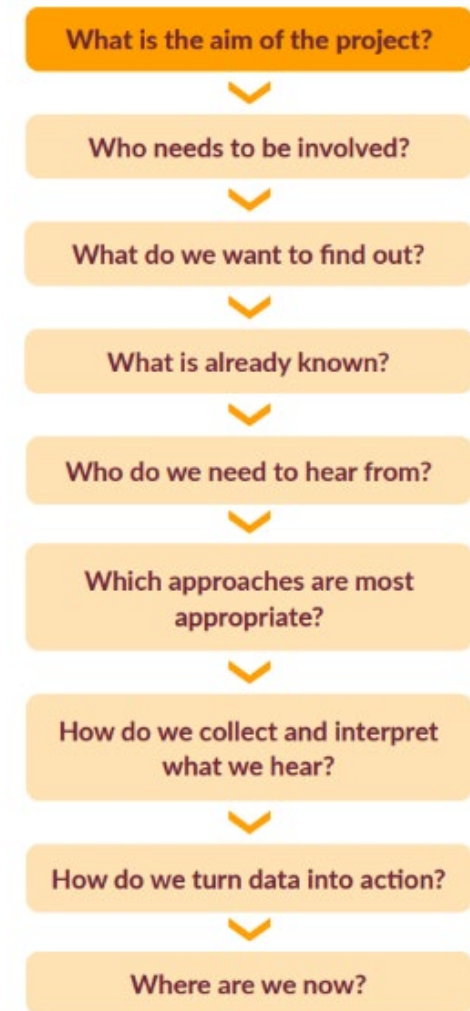 What is the aim of the project?
Who needs to be involved?
What do we want to find out?
What is already known?
Who do we need to hear from?
Which approaches are most
appropriate?
How do we collect and interpret
what we hear?
How do we turn data into action?
Where are we now?